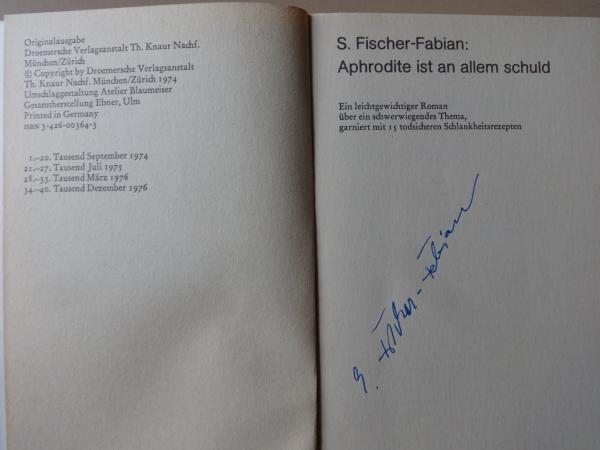 Originalausgabe
Droemersche Verlagsanstalt Th. Knaur Nachf.
München/Zürich
© Copyright by Droemersche Verlagsanstalt
Th. Knaur Nachf. München/Zürich 1974
Umschlaggestaltung Atelier Blaumeiser
Gesamtherstellung Ebner, Ulm
Printed in Germany
ISBN 3-426-00364-3
1.–20. Tausend September 1974
21.–27. Tausend Juli 1975
28.–33. Tausend März 1976
34.–40. Tausend Dezember 1976
S. Fischer-Fabian:
Aphrodite ist an allem schuld
Ein leichtgewichtiger Roman
über ein schwerwiegendes Thema,
garniert mit 15 todsicheren Schlankheitsrezepten
S. Fischer-Fabian